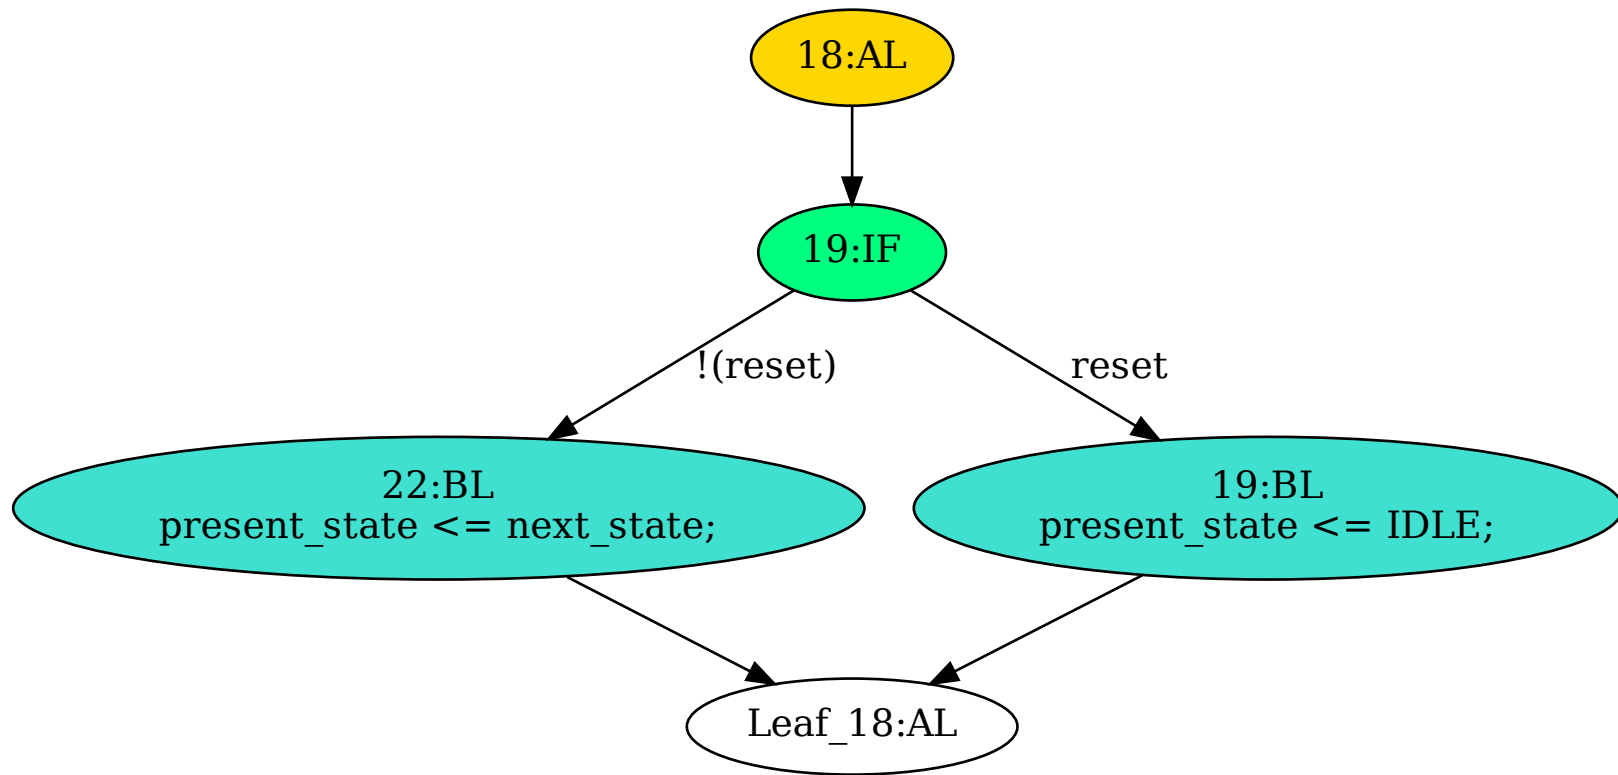 18:AL
19:IF
!(reset)
reset
22:BL
present_state <= next_state;
19:BL
present_state <= IDLE;
Leaf_18:AL